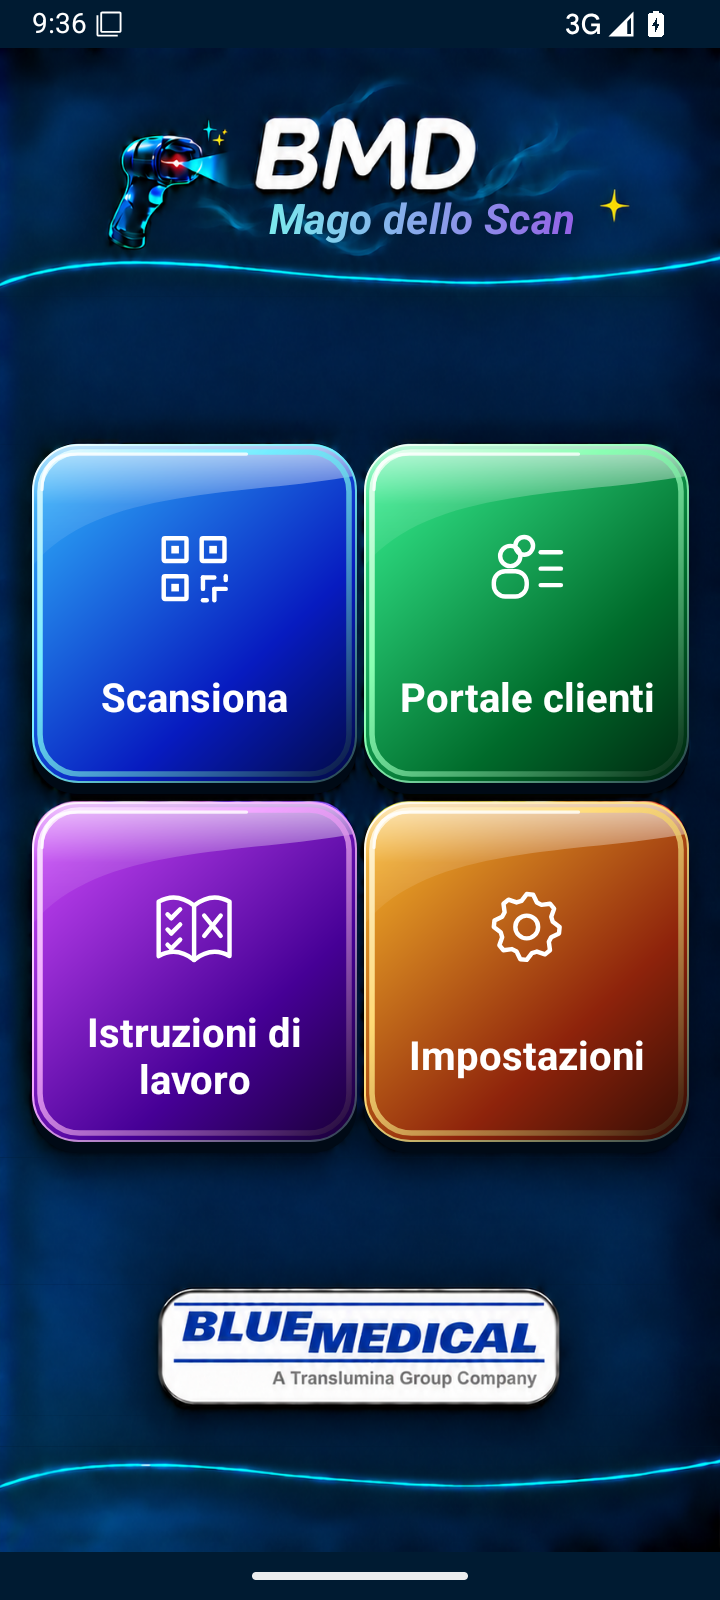 9:36
3G
BMD
Mago dello Scan
Scansiona
Portale clienti
Istruzioni di
lavoro
Impostazioni
BLUEMEDICAL
A Translumina Group Company